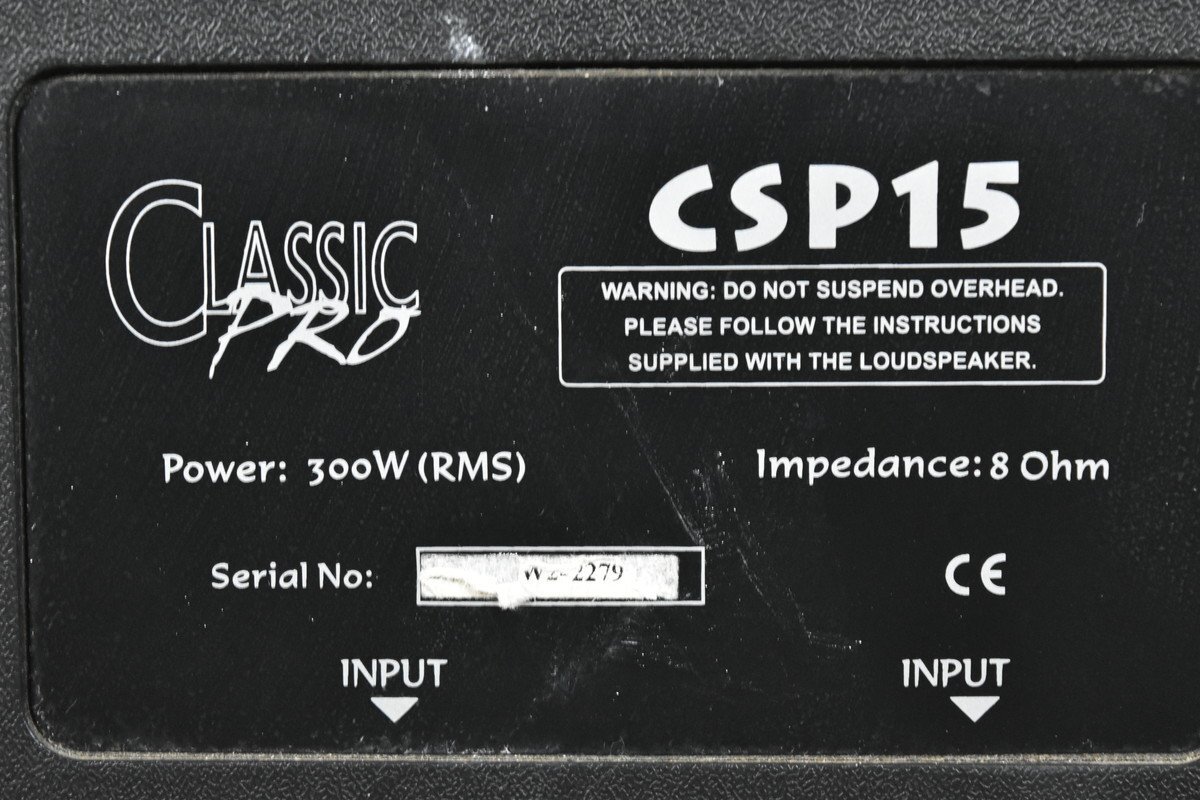 CLASSIC
PRO
CSP15
WARNING: DO NOT SUSPEND OVERHEAD.
PLEASE FOLLOW THE INSTRUCTIONS
SUPPLIED WITH THE LOUDSPEAKER.
Power: 300W (RMS)
Impedance: 8 Ohm
Serial No: 2279
CE
INPUT
INPUT